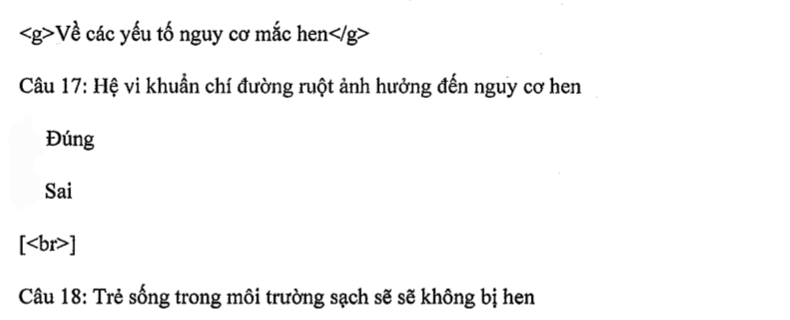 <g>Về các yếu tố nguy cơ mắc hen</g>
Câu 17: Hệ vi khuẩn chí đường ruột ảnh hưởng đến nguy cơ hen
Đúng
Sai
[<br>]
Câu 18: Trẻ sống trong môi trường sạch sẽ sẽ không bị hen